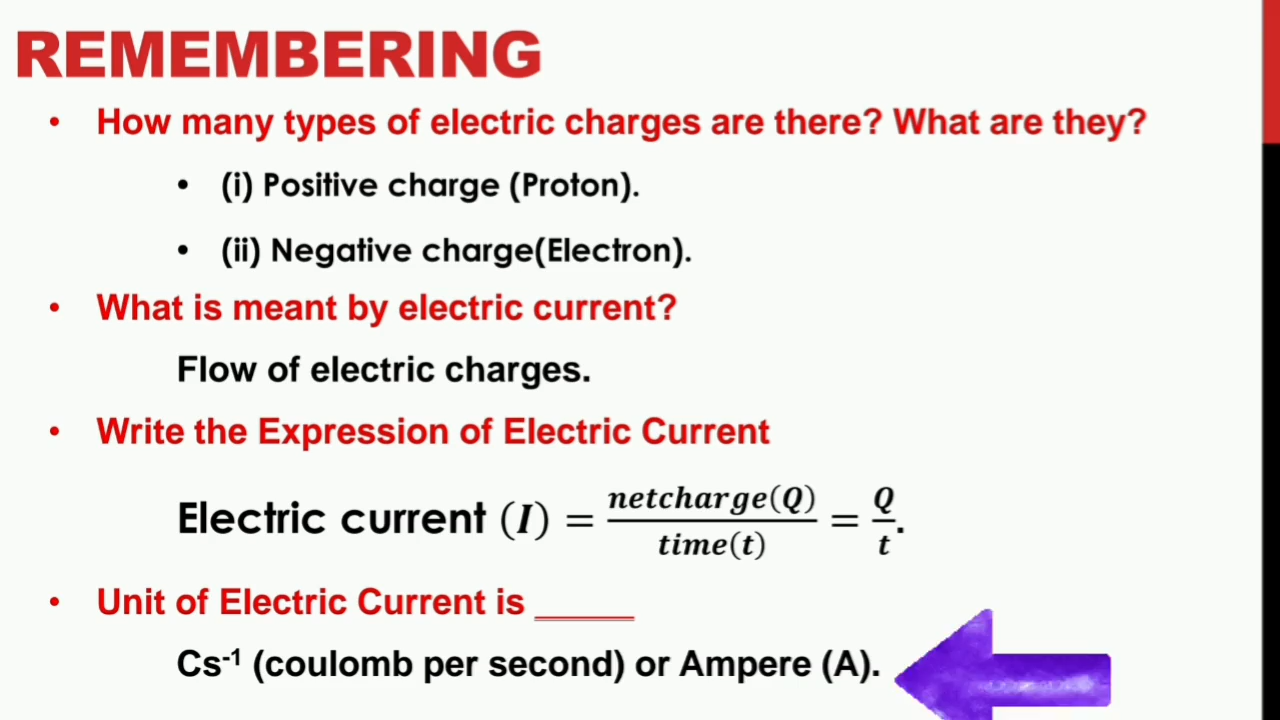 REMEMBERING
• How many types of electric charges are there? What are they?
• (i) Positive charge (Proton).
• (ii) Negative charge(Electron).
• What is meant by electric current?
Flow of electric charges.
• Write the Expression of Electric Current
Electric current (I) = netcharge(Q)/time(t) = Q/t.
• Unit of Electric Current is _____
Cs⁻¹ (coulomb per second) or Ampere (A).